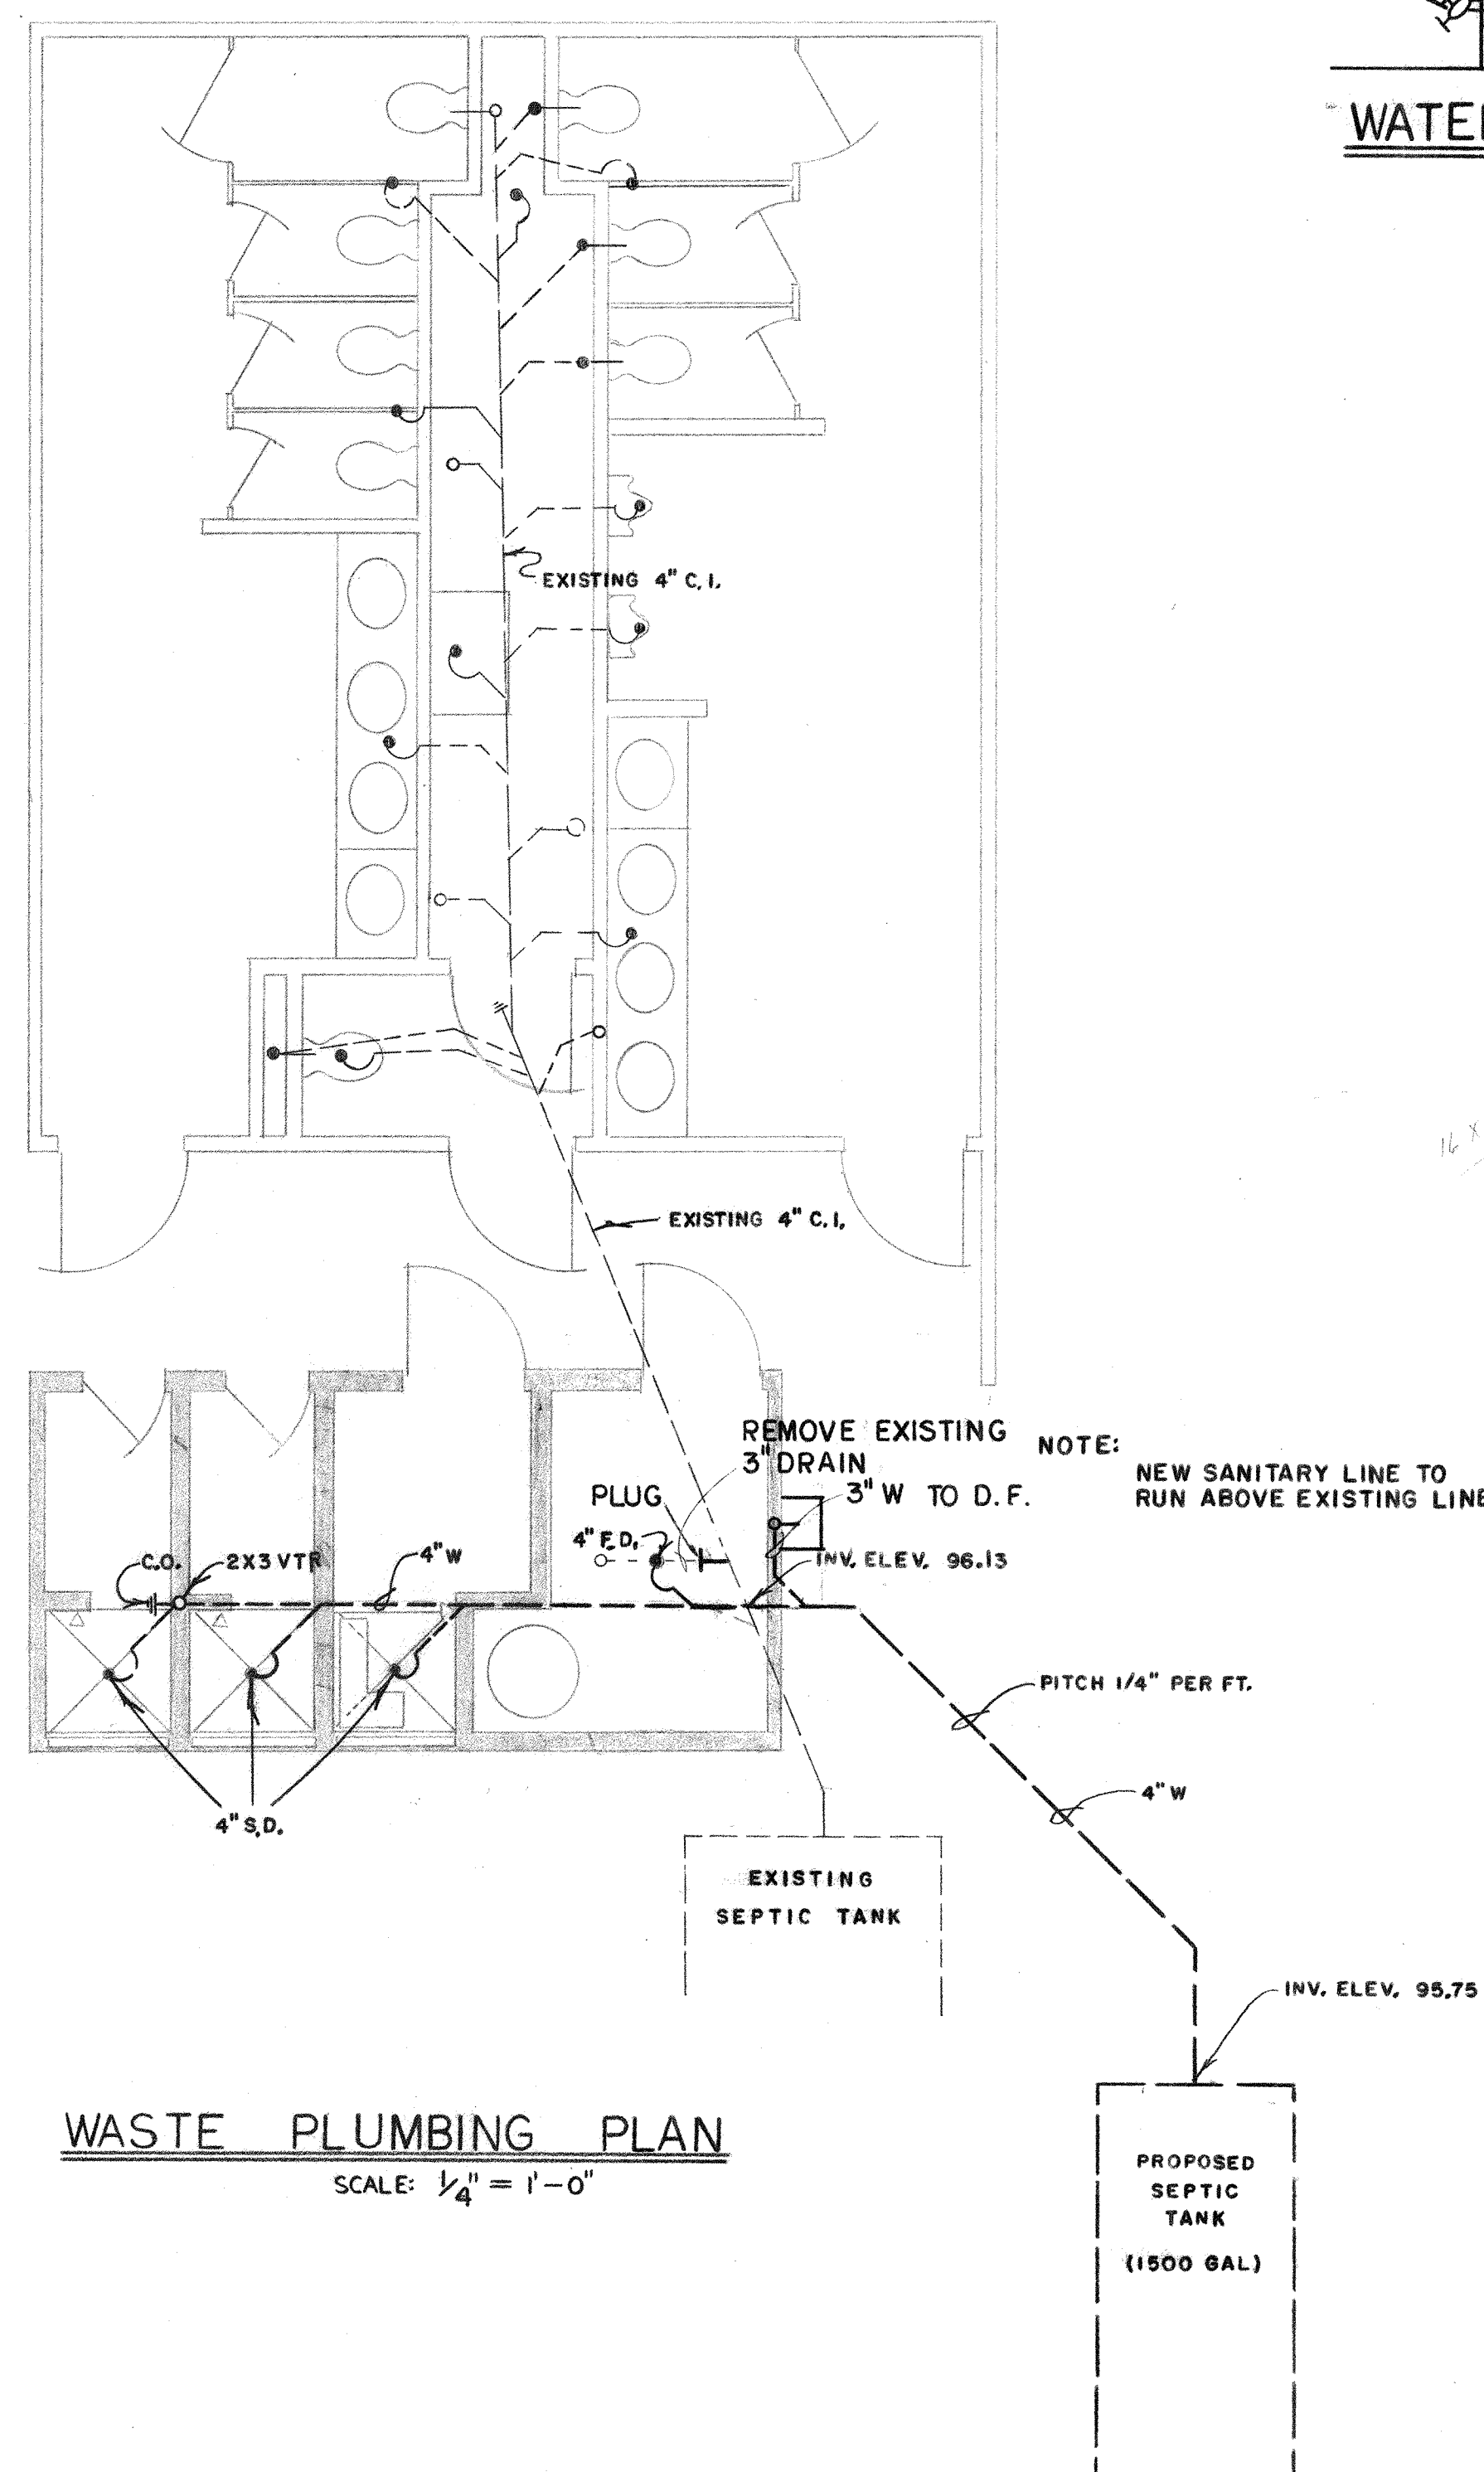 EXISTING 4" C.I.
EXISTING 4" C.I.
REMOVE EXISTING
3" DRAIN
NOTE:
NEW SANITARY LINE TO
RUN ABOVE EXISTING LINE
3" W TO D.F.
PLUG
4" F.D.
INV. ELEV. 96.13
C.O.
2X3 VTR
4" W
PITCH 1/4" PER FT.
4" W
4" S.D.
EXISTING
SEPTIC TANK
INV. ELEV. 95.75
WASTE PLUMBING PLAN
SCALE: 1/4" = 1'-0"
PROPOSED
SEPTIC
TANK
(1500 GAL)